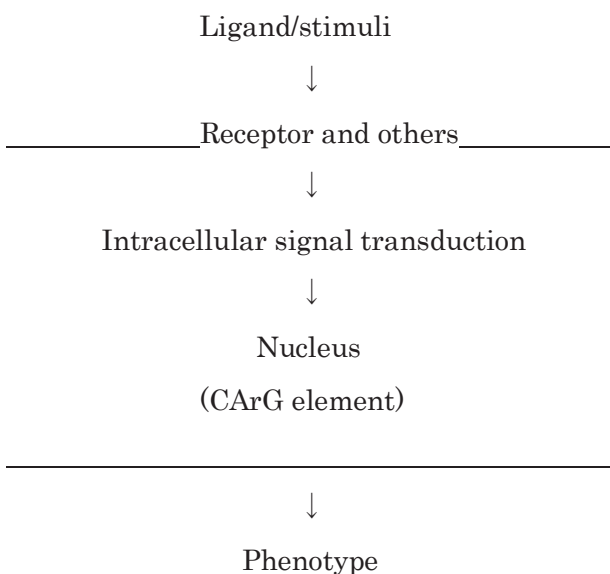 Ligand/stimuli
↓
Receptor and others
↓
Intracellular signal transduction
↓
Nucleus
(CArG element)
↓
Phenotype